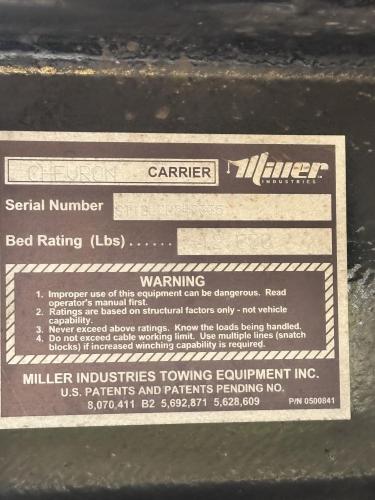 CHEVRON CARRIER Miller
INDUSTRIES
Serial Number
Bed Rating (Lbs) ......
WARNING
1. Improper use of this equipment can be dangerous. Read
operator's manual first.
2. Ratings are based on structural factors only - not vehicle
capability.
3. Never exceed above ratings. Know the loads being handled.
4. Do not exceed cable working limit. Use multiple lines (snatch
blocks) if increased winching capability is required.
MILLER INDUSTRIES TOWING EQUIPMENT INC.
U.S. PATENTS AND PATENTS PENDING NO.
8,070,411 B2 5,692,871 5,628,609 P/N 0500841